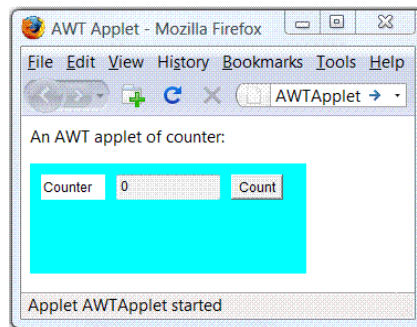 AWT Applet - Mozilla Firefox
File Edit View History Bookmarks Tools Help
AWTApplet
An AWT applet of counter:
Counter 0 Count
Applet AWTApplet started